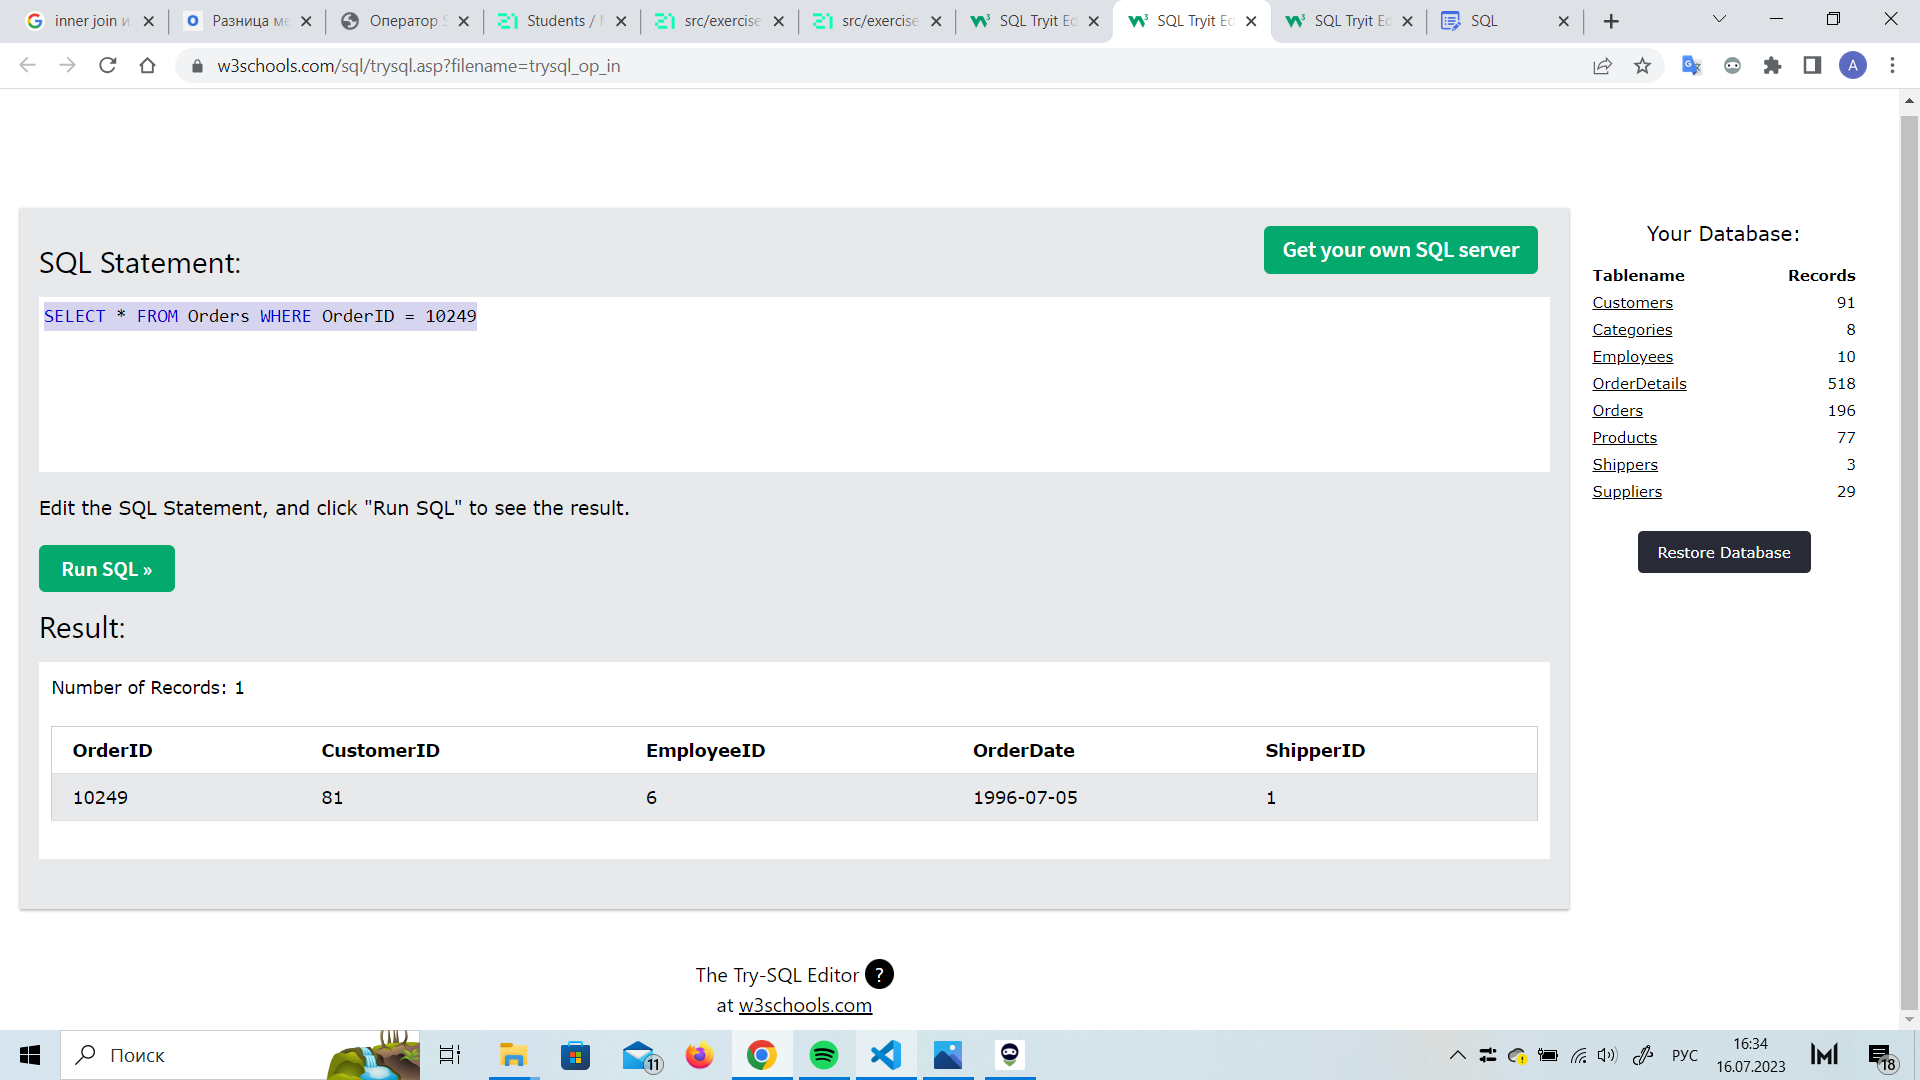 inner join и
Разница ме
Оператор S
Students /
src/exercise
src/exercise
SQL Tryit Ed
SQL Tryit Ed
SQL Tryit Ed
SQL
w3schools.com/sql/trysql.asp?filename=trysql_op_in
A
SQL Statement:
Get your own SQL server
SELECT * FROM Orders WHERE OrderID = 10249
Edit the SQL Statement, and click "Run SQL" to see the result.
Run SQL »
Result:
Number of Records: 1
OrderID CustomerID EmployeeID OrderDate ShipperID
10249 81 6 1996-07-05 1
Your Database:
Tablename Records
Customers 91
Categories 8
Employees 10
OrderDetails 518
Orders 196
Products 77
Shippers 3
Suppliers 29
Restore Database
The Try-SQL Editor ?
at w3schools.com
Поиск
11
РУС
16:34
16.07.2023
18